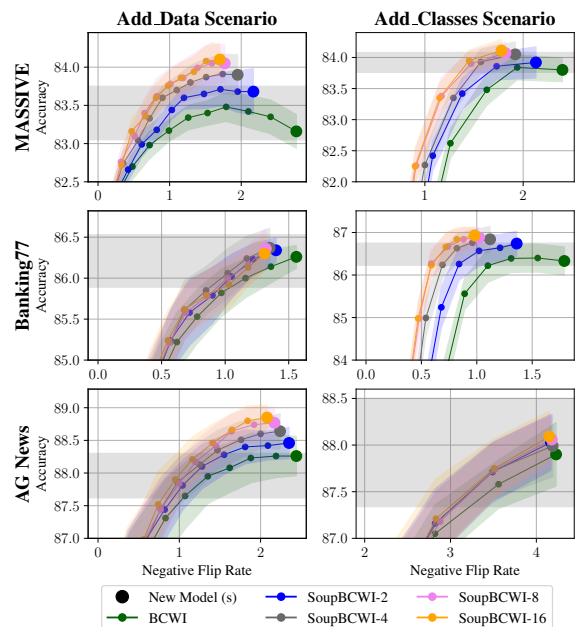 Add_Data Scenario
Add_Classes Scenario
MASSIVE
Accuracy
84.0
83.5
83.0
82.5
0
1
2
84.0
83.5
83.0
82.5
82.0
1
2
Banking77
Accuracy
86.5
86.0
85.5
85.0
0.0
0.5
1.0
1.5
87
86
85
84
0.0
0.5
1.0
1.5
AG News
Accuracy
89.0
88.5
88.0
87.5
87.0
0
1
2
Negative Flip Rate
88.5
88.0
87.5
87.0
2
3
4
Negative Flip Rate
New Model (s)
SoupBCWI-2
SoupBCWI-8
BCWI
SoupBCWI-4
SoupBCWI-16